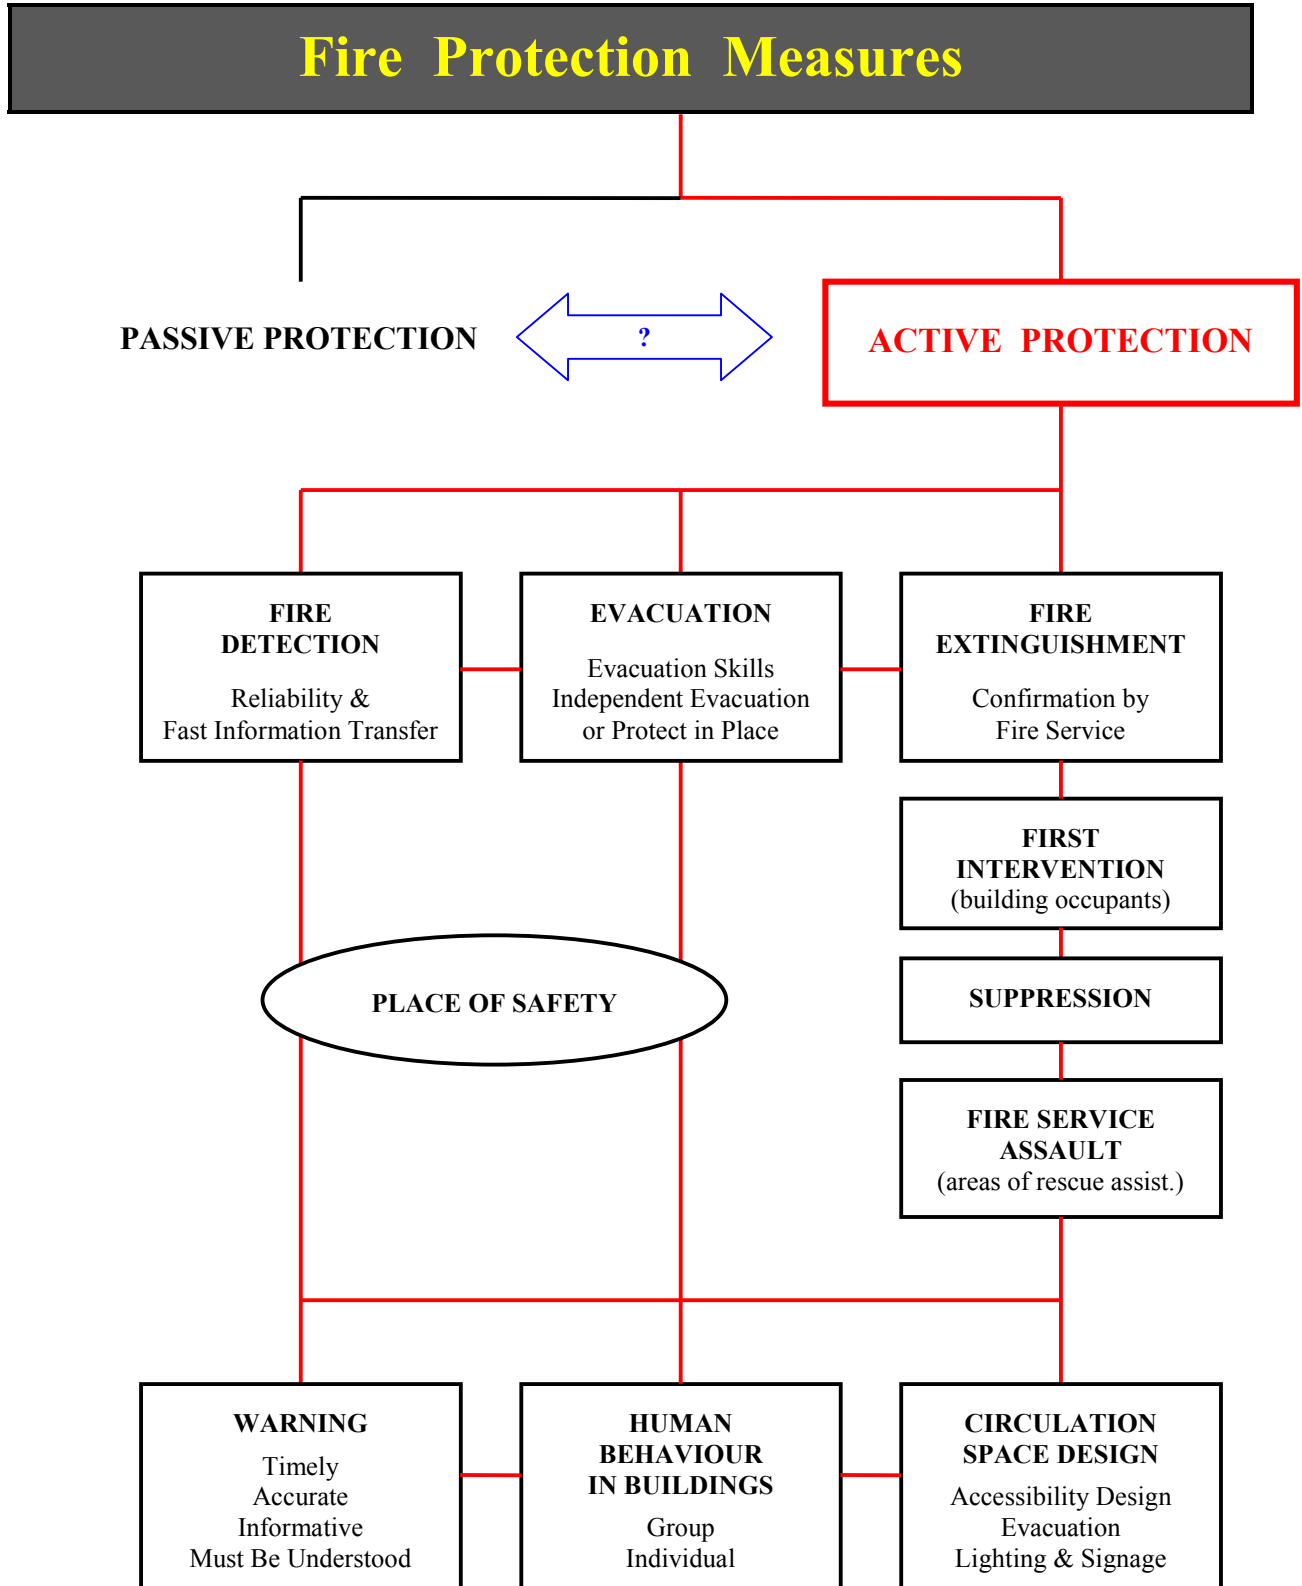 Fire Protection Measures
PASSIVE PROTECTION
?
ACTIVE PROTECTION
FIRE
DETECTION
Reliability &
Fast Information Transfer
EVACUATION
Evacuation Skills
Independent Evacuation
or Protect in Place
FIRE
EXTINGUISHMENT
Confirmation by
Fire Service
FIRST
INTERVENTION
(building occupants)
SUPPRESSION
PLACE OF SAFETY
FIRE SERVICE
ASSAULT
(areas of rescue assist.)
WARNING
Timely
Accurate
Informative
Must Be Understood
HUMAN
BEHAVIOUR
IN BUILDINGS
Group
Individual
CIRCULATION
SPACE DESIGN
Accessibility Design
Evacuation
Lighting & Signage